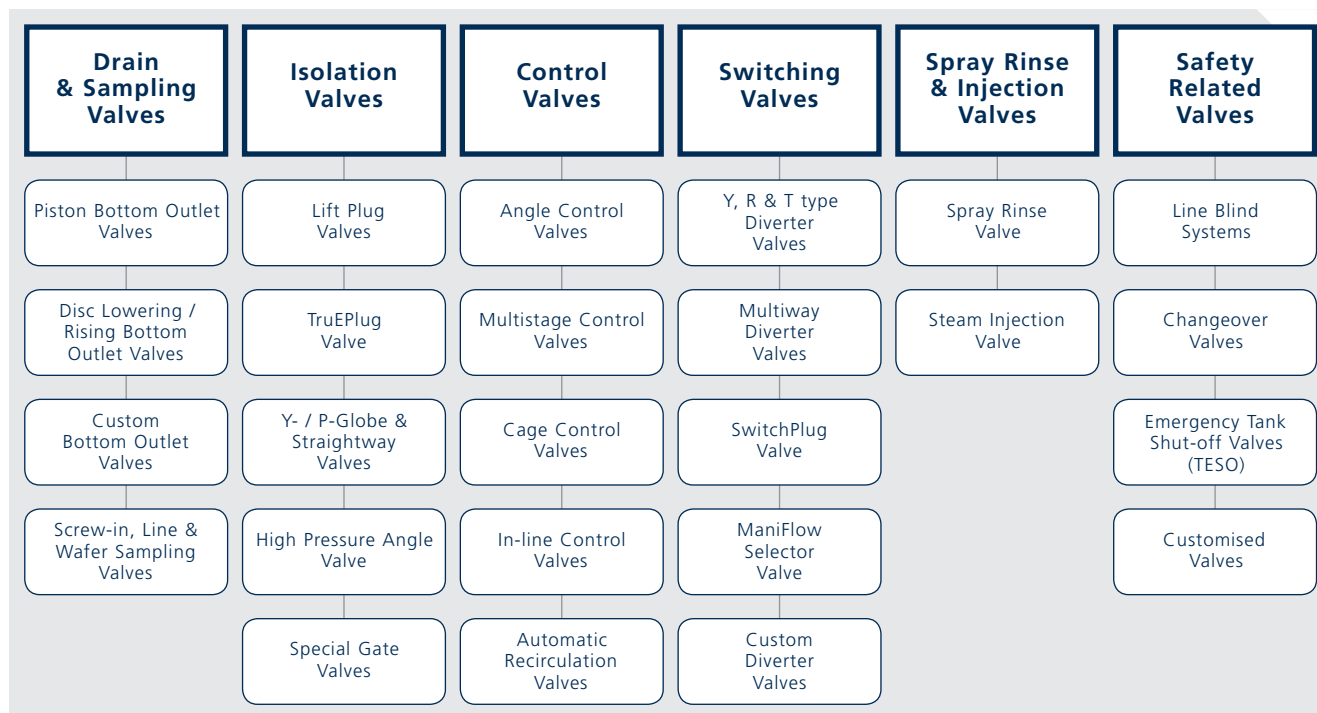 Drain
& Sampling
Valves
Isolation
Valves
Control
Valves
Switching
Valves
Spray Rinse
& Injection
Valves
Safety
Related
Valves
Piston Bottom Outlet
Valves
Lift Plug
Valves
Angle Control
Valves
Y, R & T type
Diverter
Valves
Spray Rinse
Valve
Line Blind
Systems
Disc Lowering /
Rising Bottom
Outlet Valves
TruEPlug
Valve
Multistage Control
Valves
Multiway
Diverter
Valves
Steam Injection
Valve
Changeover
Valves
Custom
Bottom Outlet
Valves
Y- / P-Globe &
Straightway
Valves
Cage Control
Valves
SwitchPlug
Valve
Emergency Tank
Shut-off Valves
(TESO)
Screw-in, Line &
Wafer Sampling
Valves
High Pressure Angle
Valve
In-line Control
Valves
ManiFlow
Selector
Valve
Customised
Valves
Special Gate
Valves
Automatic
Recirculation
Valves
Custom
Diverter
Valves